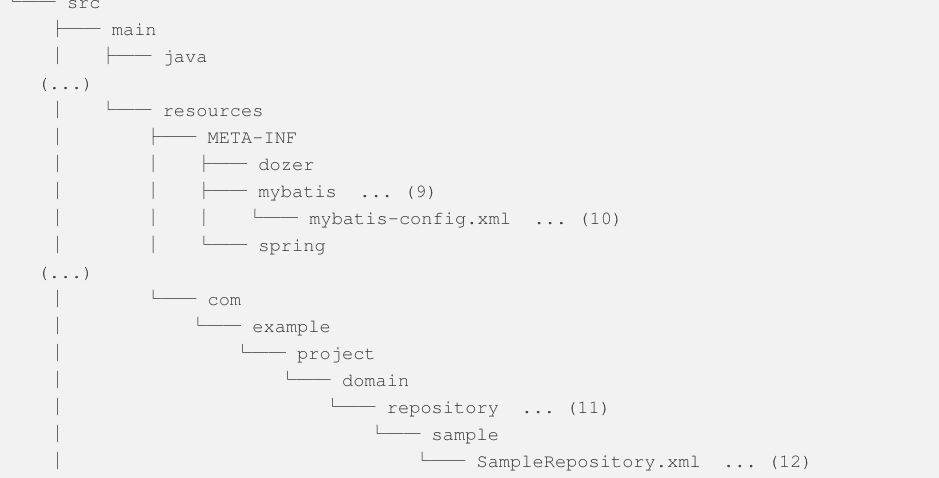 └── src
├── main
│ ├── java
(...)
│ └── resources
│ ├── META-INF
│ │ ├── dozer
│ │ ├── mybatis ... (9)
│ │ │ └── mybatis-config.xml ... (10)
│ │ └── spring
(...)
│ └── com
│ └── example
│ └── project
│ └── domain
│ └── repository ... (11)
│ └── sample
│ └── SampleRepository.xml ... (12)